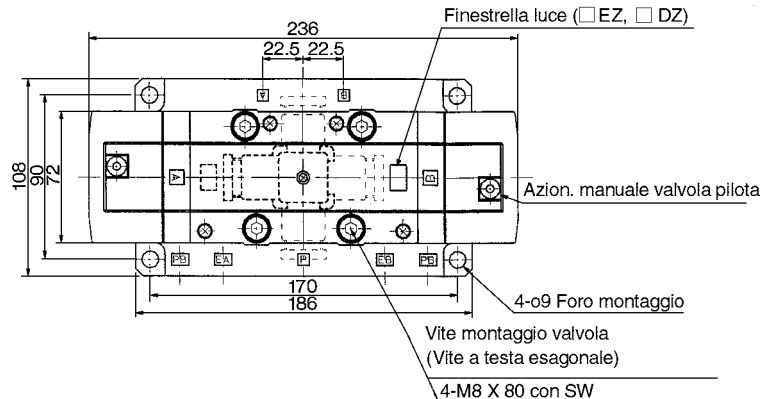 Finestrella luce (□ EZ, □ DZ)
236
22.5 22.5
A B
108
90
72
A B
Azion. manuale valvola pilota
PB EA P EB PB
170
186
4-o9 Foro montaggio
Vite montaggio valvola
(Vite a testa esagonale)
4-M8 X 80 con SW